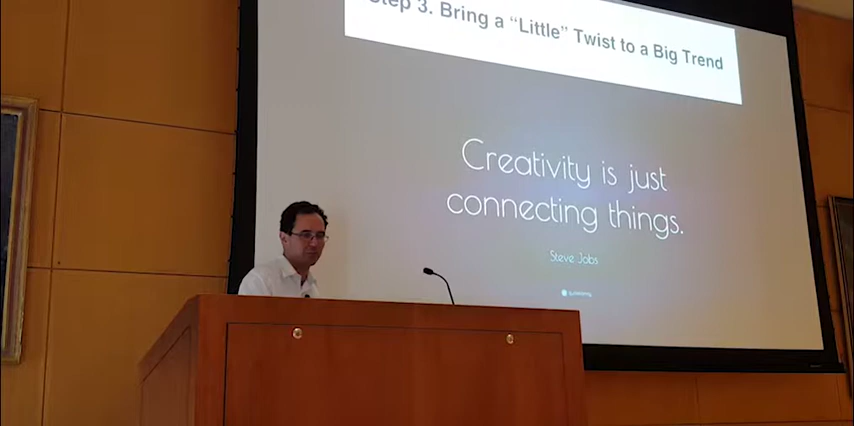 Step 3. Bring a “Little” Twist to a Big Trend
Creativity is just
connecting things.
Steve Jobs